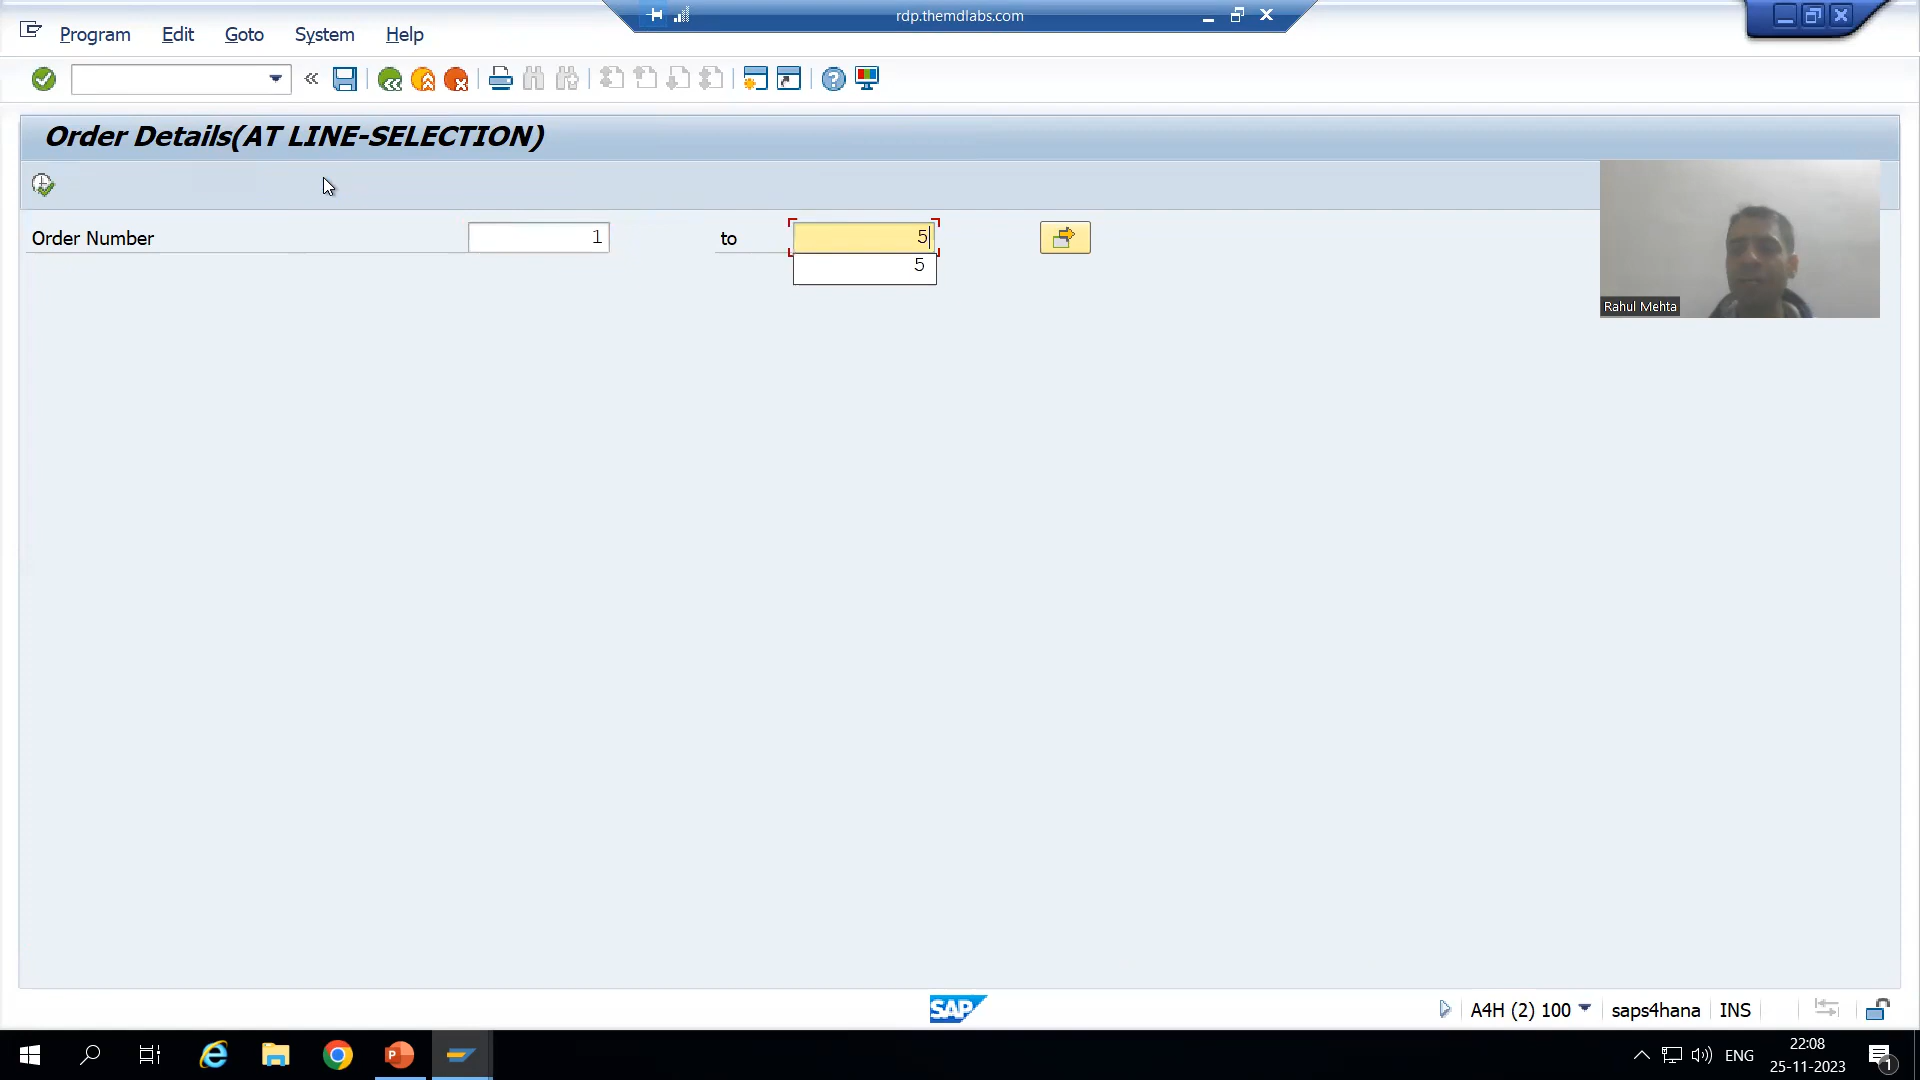 rdp.themdlabs.com
Program Edit Goto System Help
Order Details(AT LINE-SELECTION)
Order Number 1 to 5
5
Rahul Mehta
SAP A4H (2) 100 saps4hana INS
ENG 22:08
25-11-2023 1